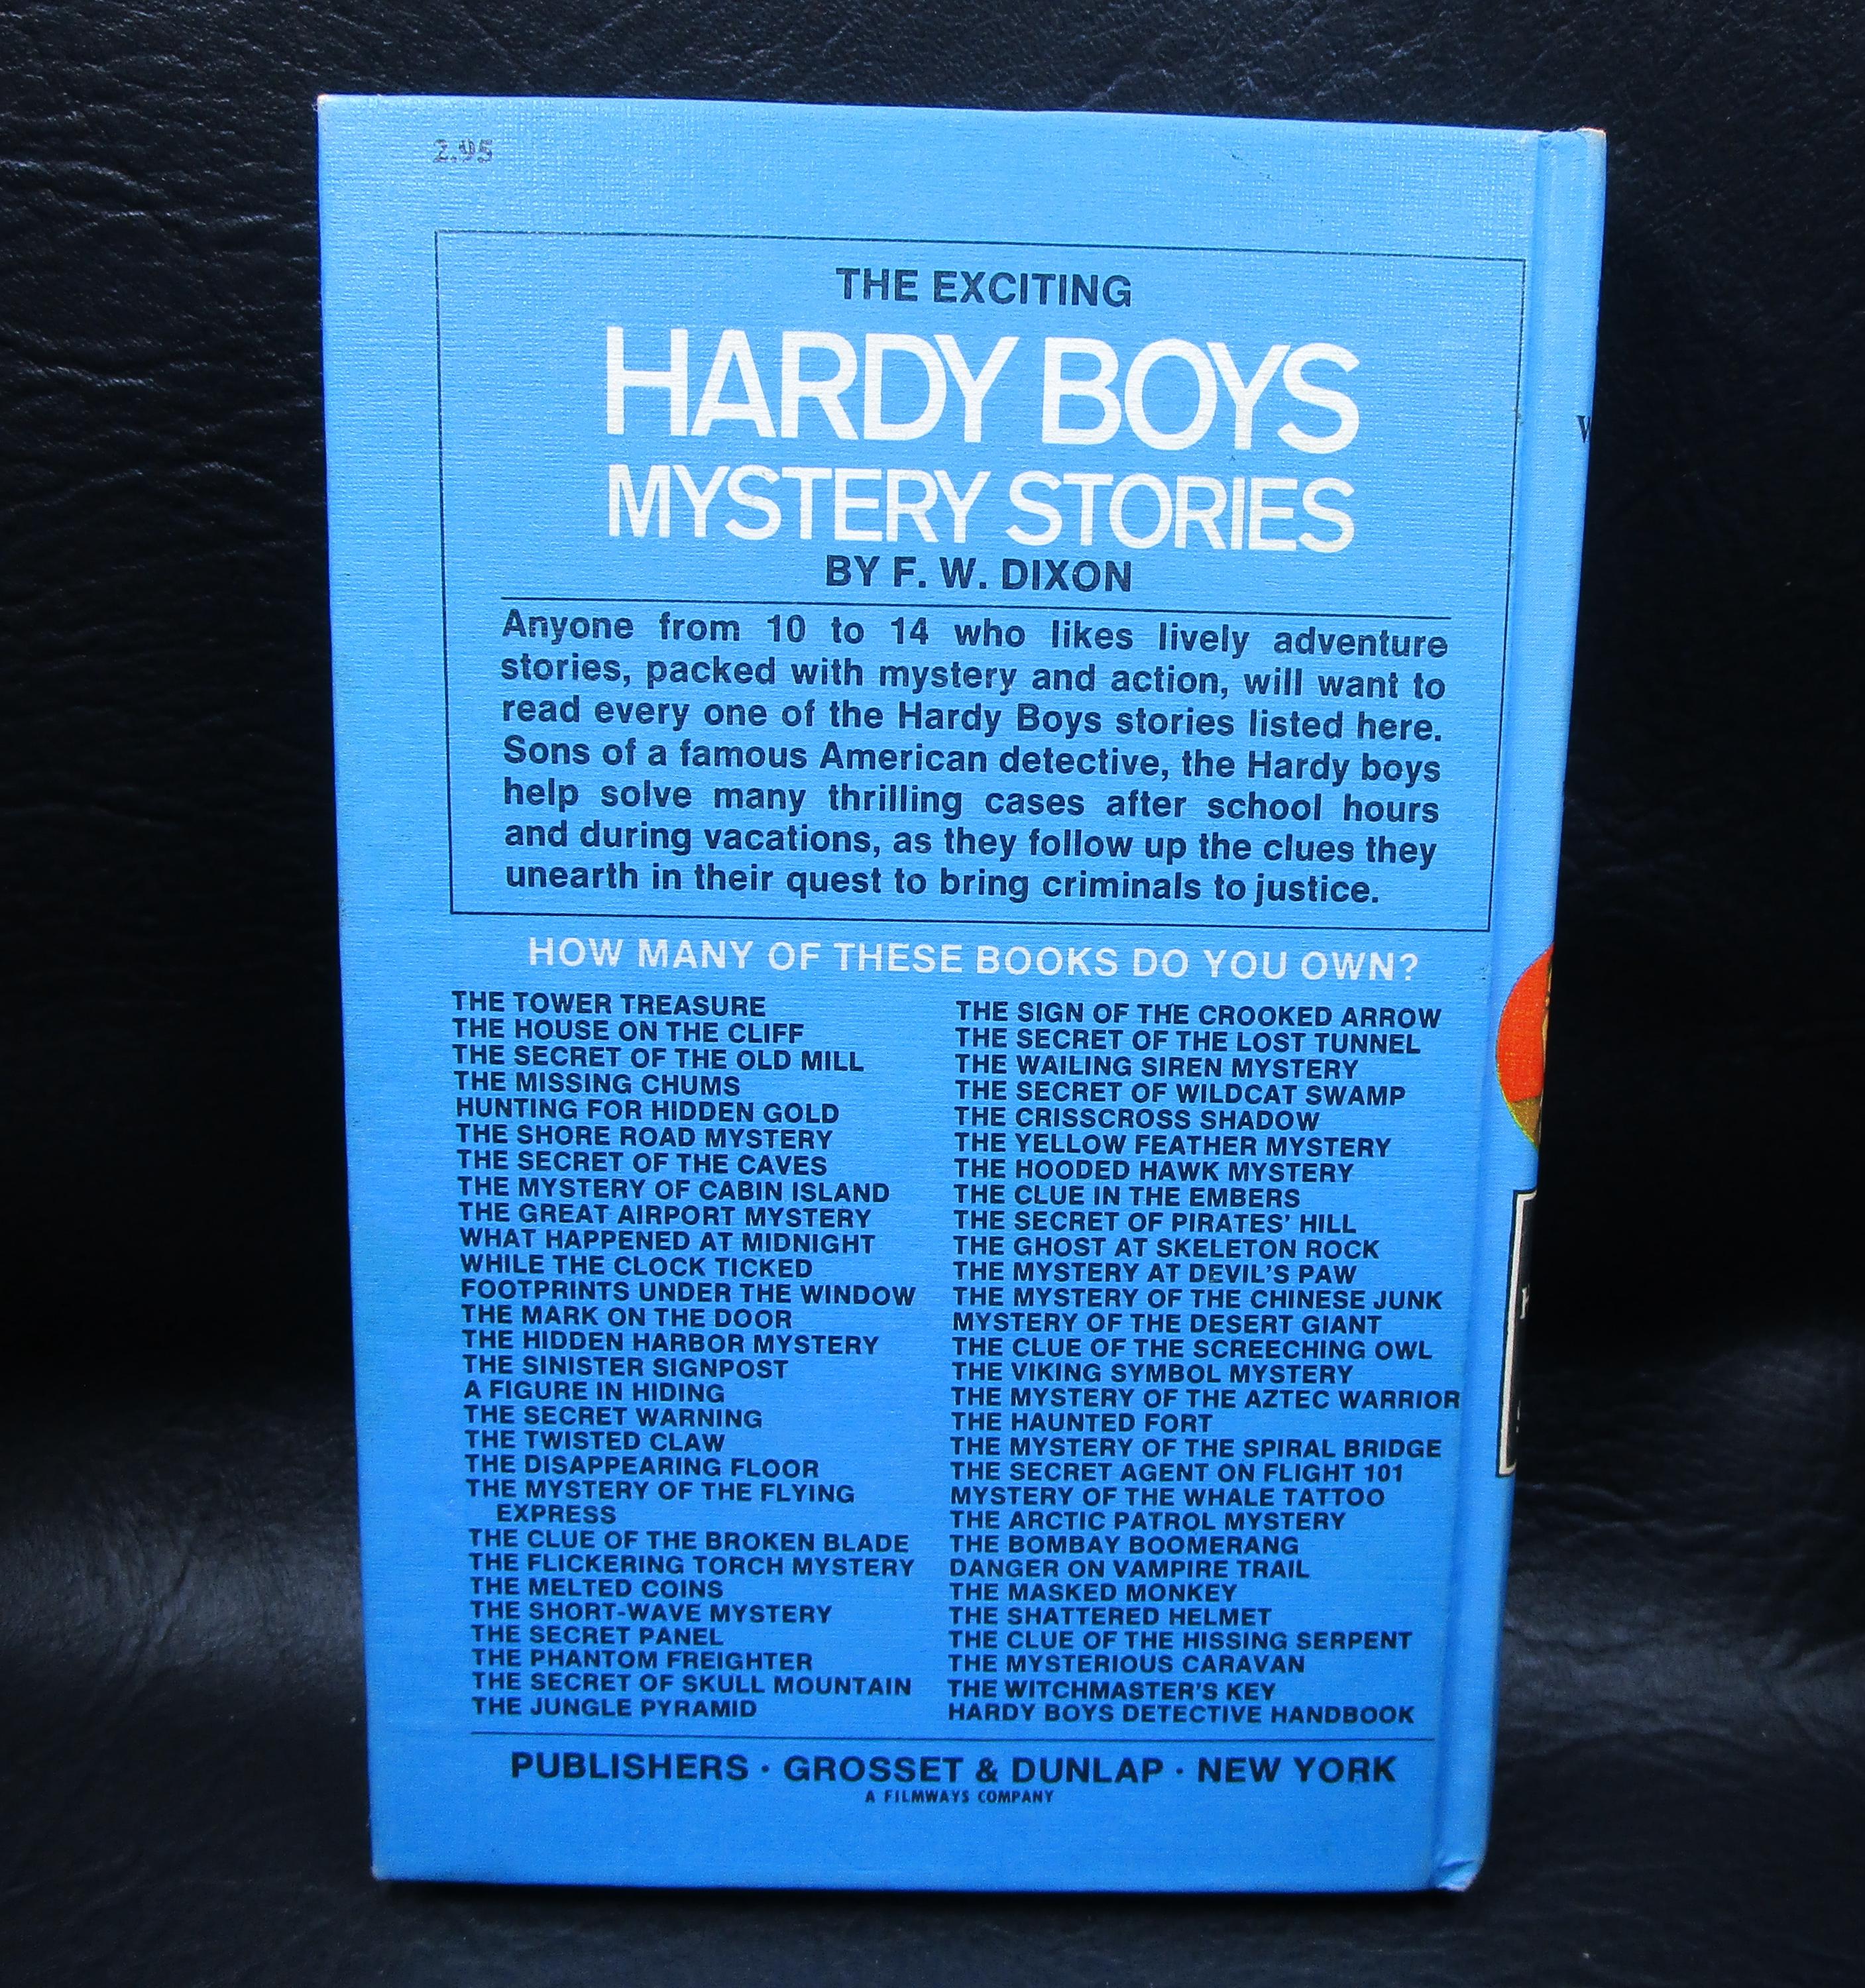 2.95
THE EXCITING
HARDY BOYS
MYSTERY STORIES
BY F. W. DIXON
Anyone from 10 to 14 who likes lively adventure
stories, packed with mystery and action, will want to
read every one of the Hardy Boys stories listed here.
Sons of a famous American detective, the Hardy boys
help solve many thrilling cases after school hours
and during vacations, as they follow up the clues they
unearth in their quest to bring criminals to justice.
HOW MANY OF THESE BOOKS DO YOU OWN?
THE TOWER TREASURE
THE HOUSE ON THE CLIFF
THE SECRET OF THE OLD MILL
THE MISSING CHUMS
HUNTING FOR HIDDEN GOLD
THE SHORE ROAD MYSTERY
THE SECRET OF THE CAVES
THE MYSTERY OF CABIN ISLAND
THE GREAT AIRPORT MYSTERY
WHAT HAPPENED AT MIDNIGHT
WHILE THE CLOCK TICKED
FOOTPRINTS UNDER THE WINDOW
THE MARK ON THE DOOR
THE HIDDEN HARBOR MYSTERY
THE SINISTER SIGNPOST
A FIGURE IN HIDING
THE SECRET WARNING
THE TWISTED CLAW
THE DISAPPEARING FLOOR
THE MYSTERY OF THE FLYING
EXPRESS
THE CLUE OF THE BROKEN BLADE
THE FLICKERING TORCH MYSTERY
THE MELTED COINS
THE SHORT-WAVE MYSTERY
THE SECRET PANEL
THE PHANTOM FREIGHTER
THE SECRET OF SKULL MOUNTAIN
THE JUNGLE PYRAMID
THE SIGN OF THE CROOKED ARROW
THE SECRET OF THE LOST TUNNEL
THE WAILING SIREN MYSTERY
THE SECRET OF WILDCAT SWAMP
THE CRISSCROSS SHADOW
THE YELLOW FEATHER MYSTERY
THE HOODED HAWK MYSTERY
THE CLUE IN THE EMBERS
THE SECRET OF PIRATES' HILL
THE GHOST AT SKELETON ROCK
THE MYSTERY AT DEVIL'S PAW
THE MYSTERY OF THE CHINESE JUNK
MYSTERY OF THE DESERT GIANT
THE CLUE OF THE SCREECHING OWL
THE VIKING SYMBOL MYSTERY
THE MYSTERY OF THE AZTEC WARRIOR
THE HAUNTED FORT
THE MYSTERY OF THE SPIRAL BRIDGE
THE SECRET AGENT ON FLIGHT 101
MYSTERY OF THE WHALE TATTOO
THE ARCTIC PATROL MYSTERY
THE BOMBAY BOOMERANG
DANGER ON VAMPIRE TRAIL
THE MASKED MONKEY
THE SHATTERED HELMET
THE CLUE OF THE HISSING SERPENT
THE MYSTERIOUS CARAVAN
THE WITCHMASTER'S KEY
HARDY BOYS DETECTIVE HANDBOOK
PUBLISHERS · GROSSET & DUNLAP · NEW YORK
A FILMWAYS COMPANY